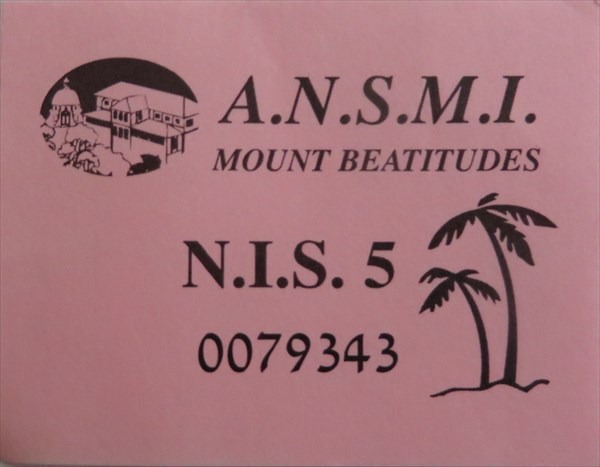 A.N.S.M.I.
MOUNT BEATITUDES
N.I.S. 5
0079343